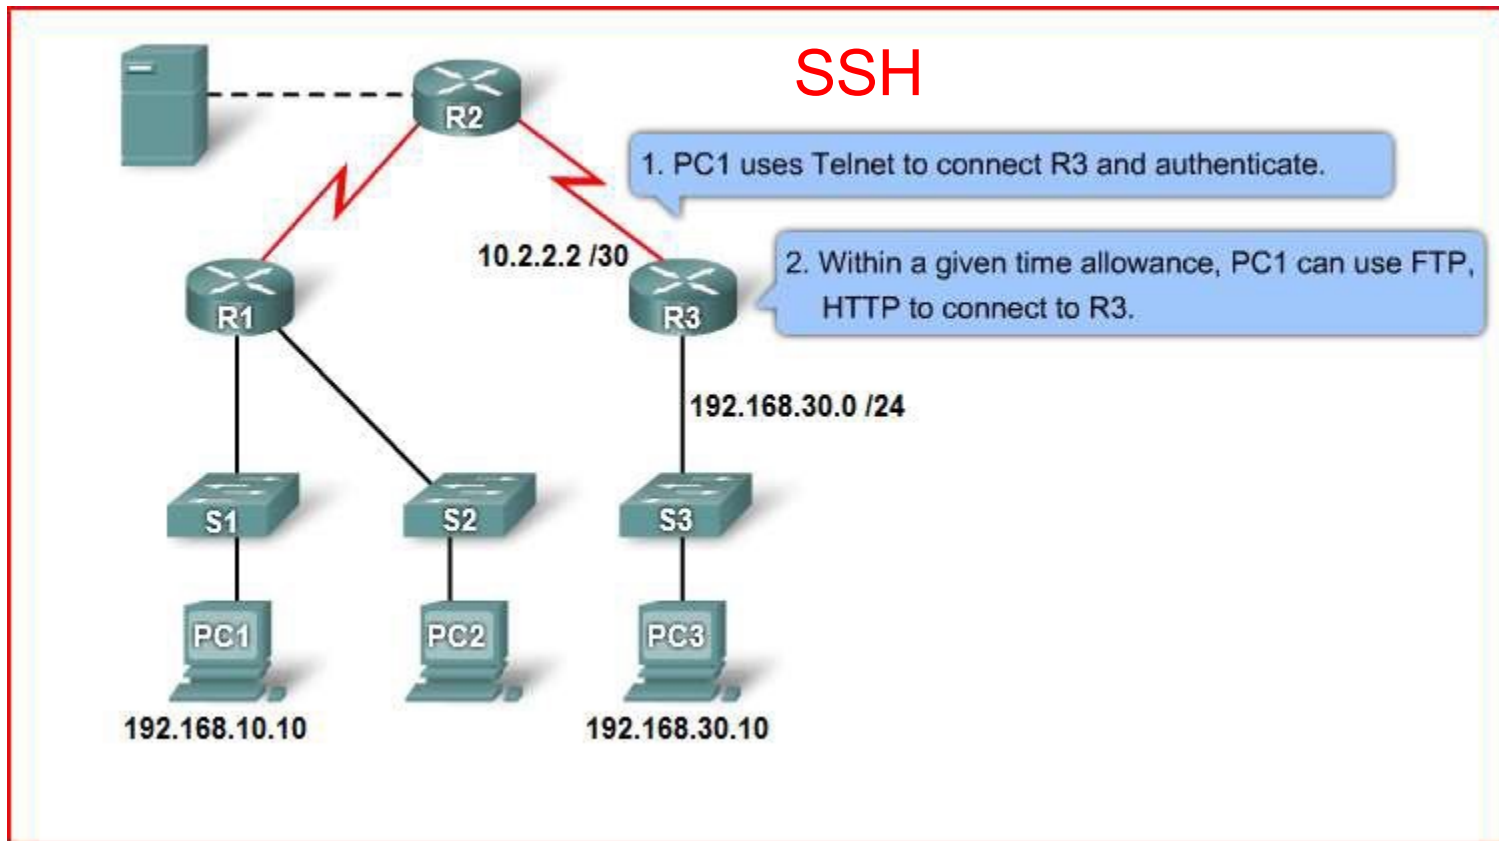 SSH
R2
1. PC1 uses Telnet to connect R3 and authenticate.
10.2.2.2 /30
2. Within a given time allowance, PC1 can use FTP,
HTTP to connect to R3.
R1
R3
192.168.30.0 /24
S1
S2
S3
PC1
PC2
PC3
192.168.10.10
192.168.30.10